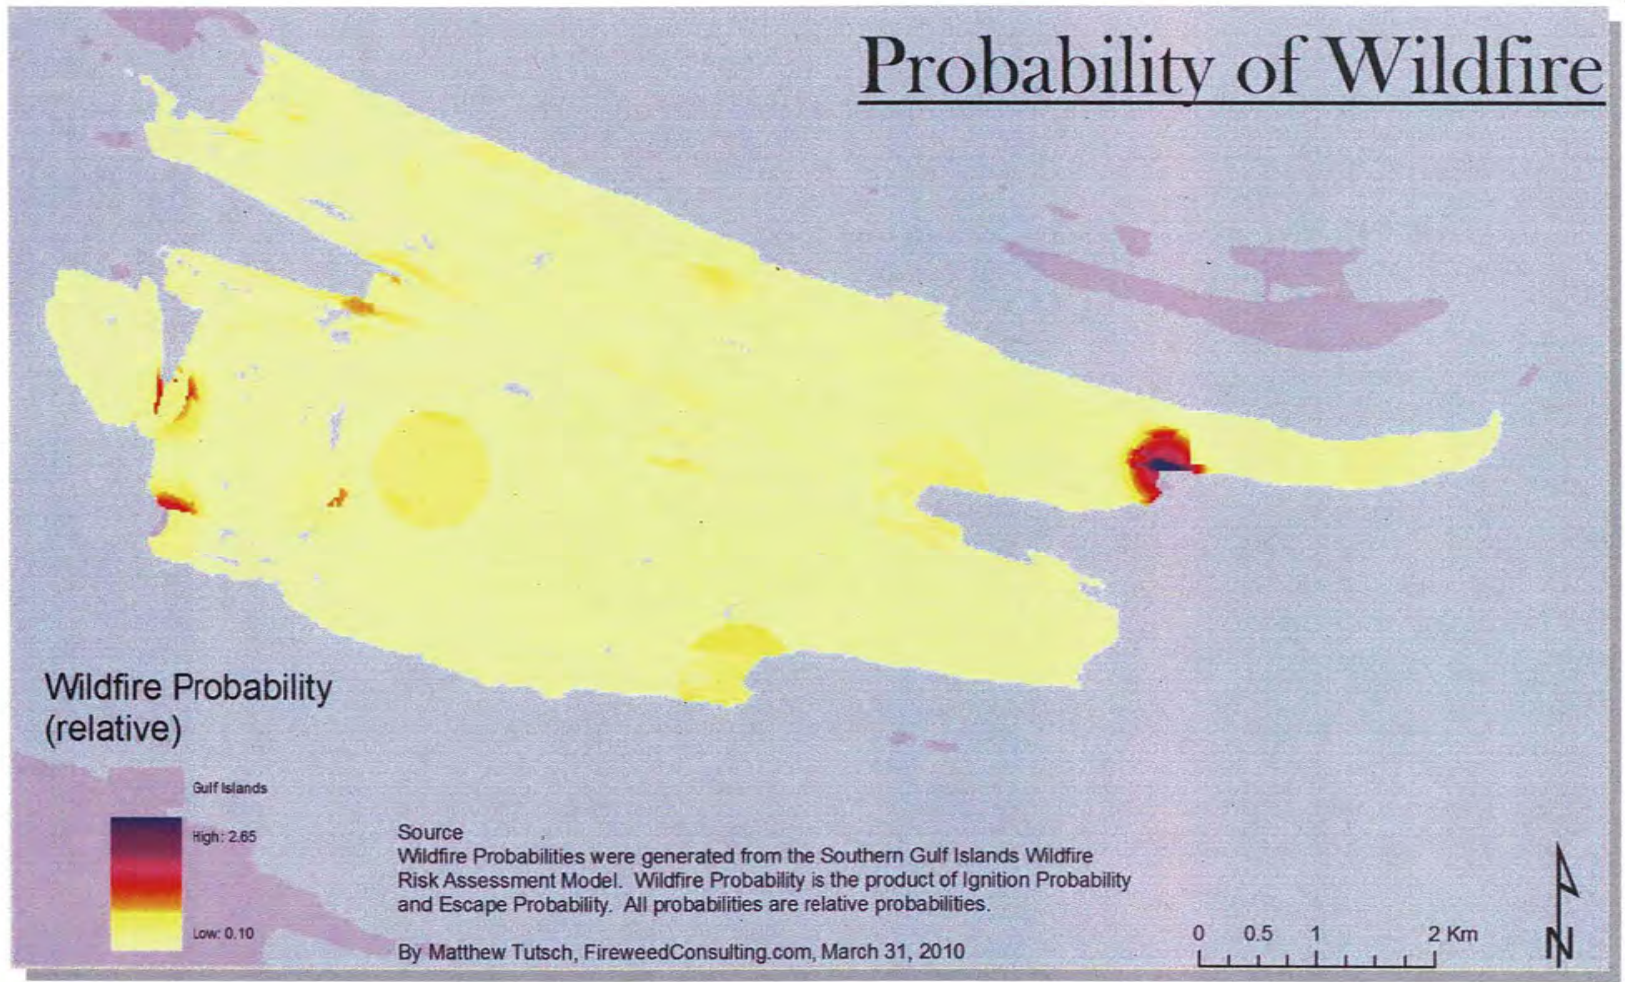 Probability of Wildfire
Wildfire Probability
(relative)
Gulf Islands
High: 2.65
Low: 0.10
Source
Wildfire Probabilities were generated from the Southern Gulf Islands Wildfire
Risk Assessment Model. Wildfire Probability is the product of Ignition Probability
and Escape Probability. All probabilities are relative probabilities.
By Matthew Tutsch, FireweedConsulting.com, March 31, 2010
0 0.5 1 2 Km
N